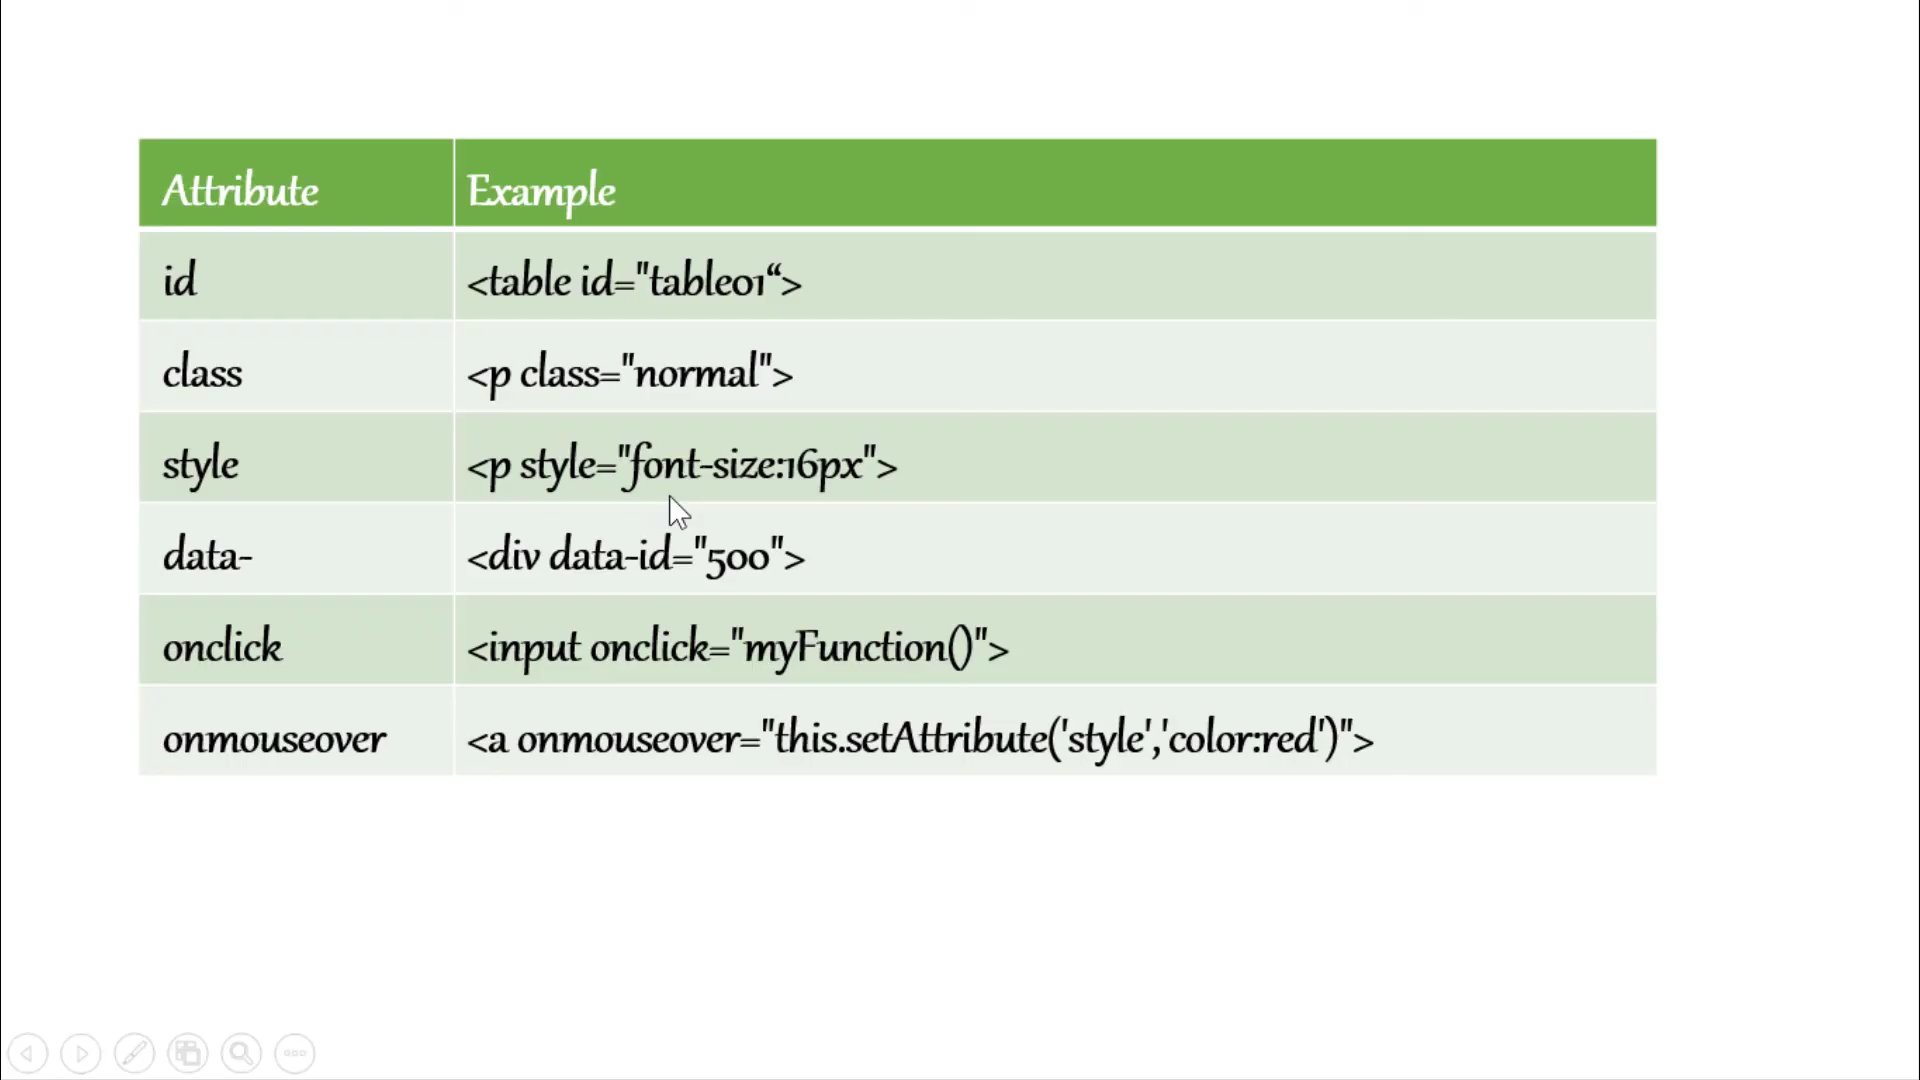 Attribute Example
id <table id="table01“>
class <p class="normal">
style <p style="font-size:16px">
data- <div data-id="500">
onclick <input onclick="myFunction()">
onmouseover <a onmouseover="this.setAttribute('style','color:red')">